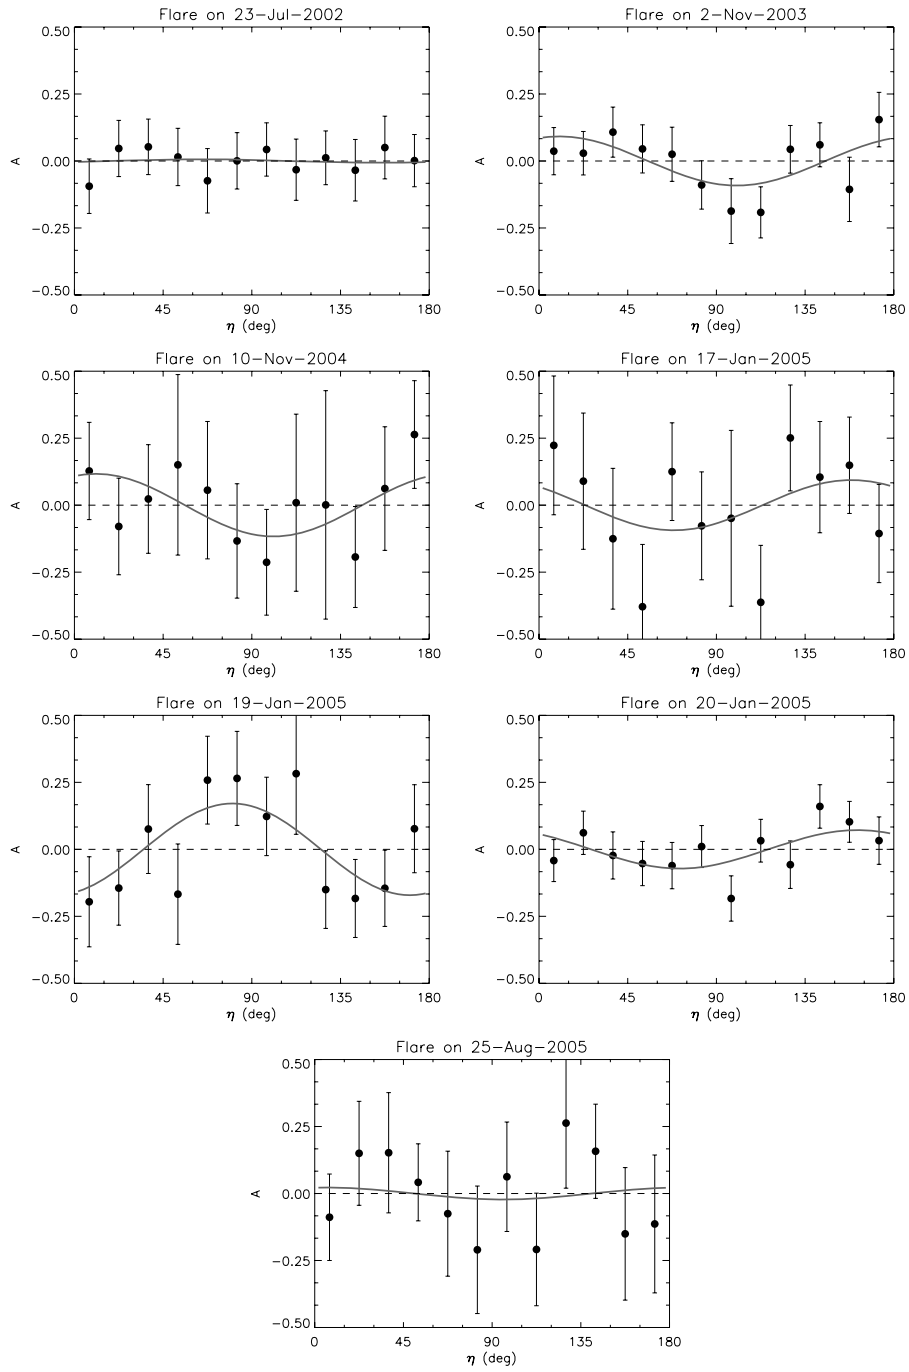 Flare on 23-Jul-2002
Flare on 2-Nov-2003
0.50
0.25
0.00
-0.25
-0.50
A
0 45 90 135 180
η (deg)
0.50
0.25
0.00
-0.25
-0.50
A
0 45 90 135 180
η (deg)
Flare on 10-Nov-2004
Flare on 17-Jan-2005
0.50
0.25
0.00
-0.25
-0.50
A
0 45 90 135 180
η (deg)
0.50
0.25
0.00
-0.25
-0.50
A
0 45 90 135 180
η (deg)
Flare on 19-Jan-2005
Flare on 20-Jan-2005
0.50
0.25
0.00
-0.25
-0.50
A
0 45 90 135 180
η (deg)
0.50
0.25
0.00
-0.25
-0.50
A
0 45 90 135 180
η (deg)
Flare on 25-Aug-2005
0.50
0.25
0.00
-0.25
-0.50
A
0 45 90 135 180
η (deg)